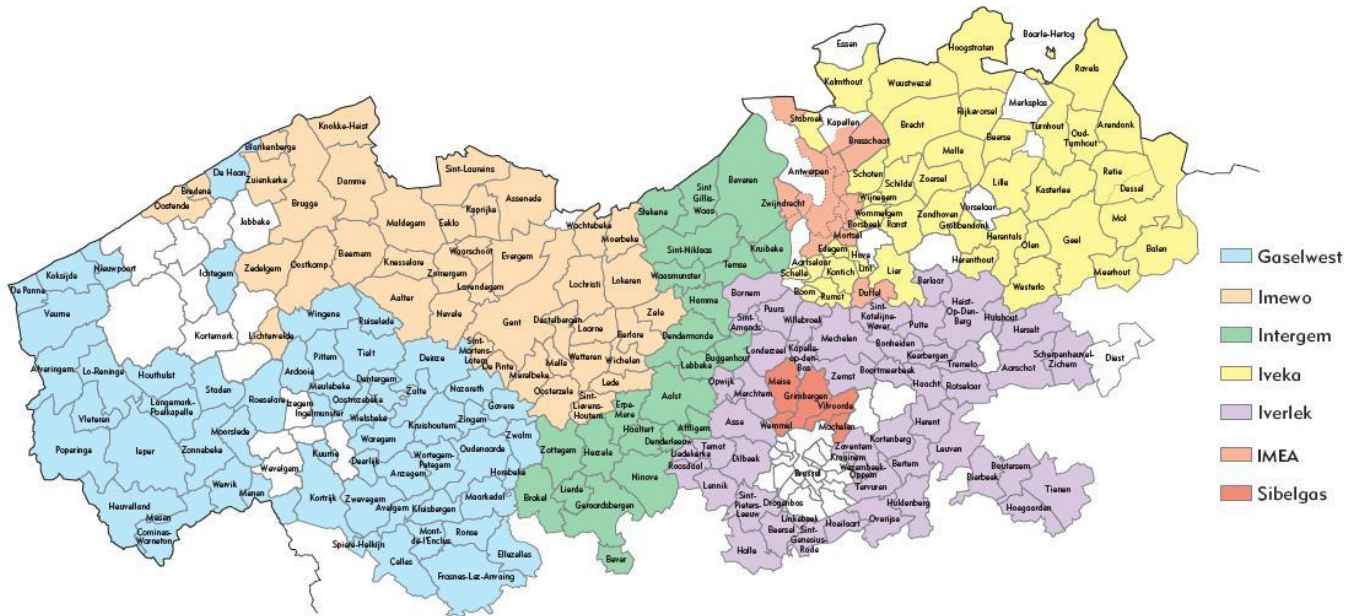 Baarle-Hertog
Essen
Hoogstraten
Kalmthout
Wuustwezel
Ravels
Merksplas
Rijkevorsel
Stabroek
Kapellen
Turnhout
Arendonk
Knokke-Heist
Brecht
Beerse
Oud-
Turnhout
Brasschaat
Blankenberge
Malle
De Haan
Zuienkerke
Sint-Laureins
Antwerpen
Schoten
Retie
Damme
Beveren
Schilde
Zoersel
Lille
Kasterlee
Dessel
Bredene
Assenede
Sint
Gillis-
Waas
Oostende
Brugge
Kaprijke
Zwijndrecht
Wijnegem
Vorselaar
Stekene
Wommelgem
Zandhoven
Mol
Jabbeke
Maldegem
Eeklo
Wachtebeke
Borsbeek
Ranst
Grobbendonk
Moerbeke
Mortsel
Herentals
Olen
Geel
Balen
Waarschoot
Evergem
Sint-Niklaas
Kruibeke
Edegem
Beernem
Knesselare
Aartselaar
Hove
Lint
Zedelgem
Oostkamp
Zomergem
Temse
Schelle
Kontich
Lier
Herenthout
Meerhout
Koksijde
Nieuwpoort
Ichtegem
Waasmunster
Lokeren
Lovendegem
Boom
Rumst
Berlaar
Westerlo
De Panne
Lochristi
Bornem
Duffel
Aalter
Hamme
Puurs
Heist-
Op-Den-
Berg
Hulshout
Veurne
Wingene
Ruiselede
Nevele
Gent
Destelbergen
Zele
Sint-
Amands
Willebroek
Sint-
Katelijne-
Waver
Putte
Herselt
Kortemark
Lichtervelde
Laarne
Berlare
Dendermonde
Mechelen
Bonheiden
Scherpenheuvel-
Zichem
Diest
Pittem
Tielt
Deinze
Sint-
Martens-
Latem
Wetteren
Wichelen
Buggenhout
Londerzeel
Kapelle-
op-den-
Bos
Keerbergen
Tremelo
Aarschot
Alveringem
Lo-Reninge
Houthulst
Ardooie
De Pinte
Melle
Lebbeke
Zemst
Boortmeerbeek
Staden
Meulebeke
Dentergem
Zulte
Nazareth
Merelbeke
Lede
Opwijk
Meise
Haacht
Rotselaar
Roeselare
Izegem
Oostrozebeke
Oosterzele
Aalst
Merchtem
Grimbergen
Langemark-
Poelkapelle
Ingelmunster
Wielsbeke
Gavere
Sint-
Lievens-
Houtem
Erpe-
Mere
Vilvoorde
Vleteren
Moorslede
Kruishoutem
Zingem
Zwalm
Haaltert
Affligem
Asse
Wemmel
Machelen
Herent
Waregem
Denderleeuw
Kortenberg
Poperinge
Ieper
Zonnebeke
Kuurne
Deerlijk
Wortegem-
Petegem
Oudenaarde
Zottegem
Herzele
Liedekerke
Ternat
Zaventem
Leuven
Wevelgem
Anzegem
Horebeke
Roosdaal
Dilbeek
Brussel
Kraainem
Wezembeek-
Oppem
Bertem
Boutersem
Wervik
Menen
Kortrijk
Zwevegem
Maarkedal
Ninove
Lennik
Tervuren
Bierbeek
Tienen
Heuvelland
Avelgem
Kluisbergen
Brakel
Lierde
Geraardsbergen
Sint-
Pieters-
Leeuw
Drogenbos
Huldenberg
Hoegaarden
Mesen
Linkebeek
Hoeilaart
Overijse
Comines-
Warneton
Mont-
de-l'Enclus
Ronse
Beersel
Sint-
Genesius-
Rode
Spiere-Helkijn
Ellezelles
Halle
Celles
Bever
Frasnes-Lez-Anvaing
Gaselwest
Imewo
Intergem
Iveka
Iverlek
IMEA
Sibelgas